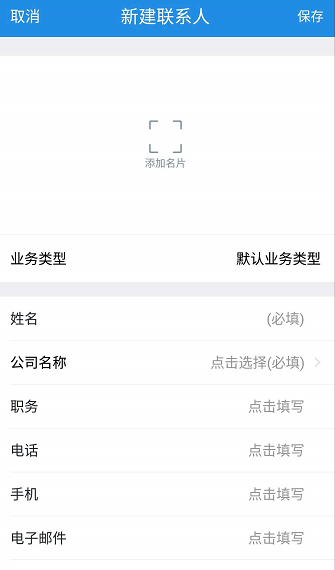 取消 新建联系人 保存
添加名片
业务类型 默认业务类型
姓名 (必填)
公司名称 点击选择(必填)
职务 点击填写
电话 点击填写
手机 点击填写
电子邮件 点击填写